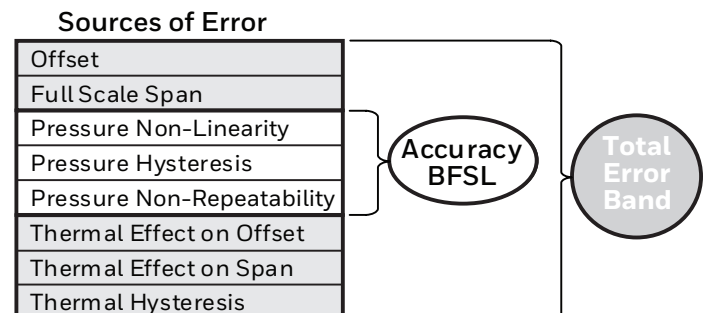 Sources of Error
Offset
Full Scale Span
Pressure Non-Linearity
Pressure Hysteresis
Pressure Non-Repeatability
Thermal Effect on Offset
Thermal Effect on Span
Thermal Hysteresis
Accuracy
BFSL
Total
Error
Band